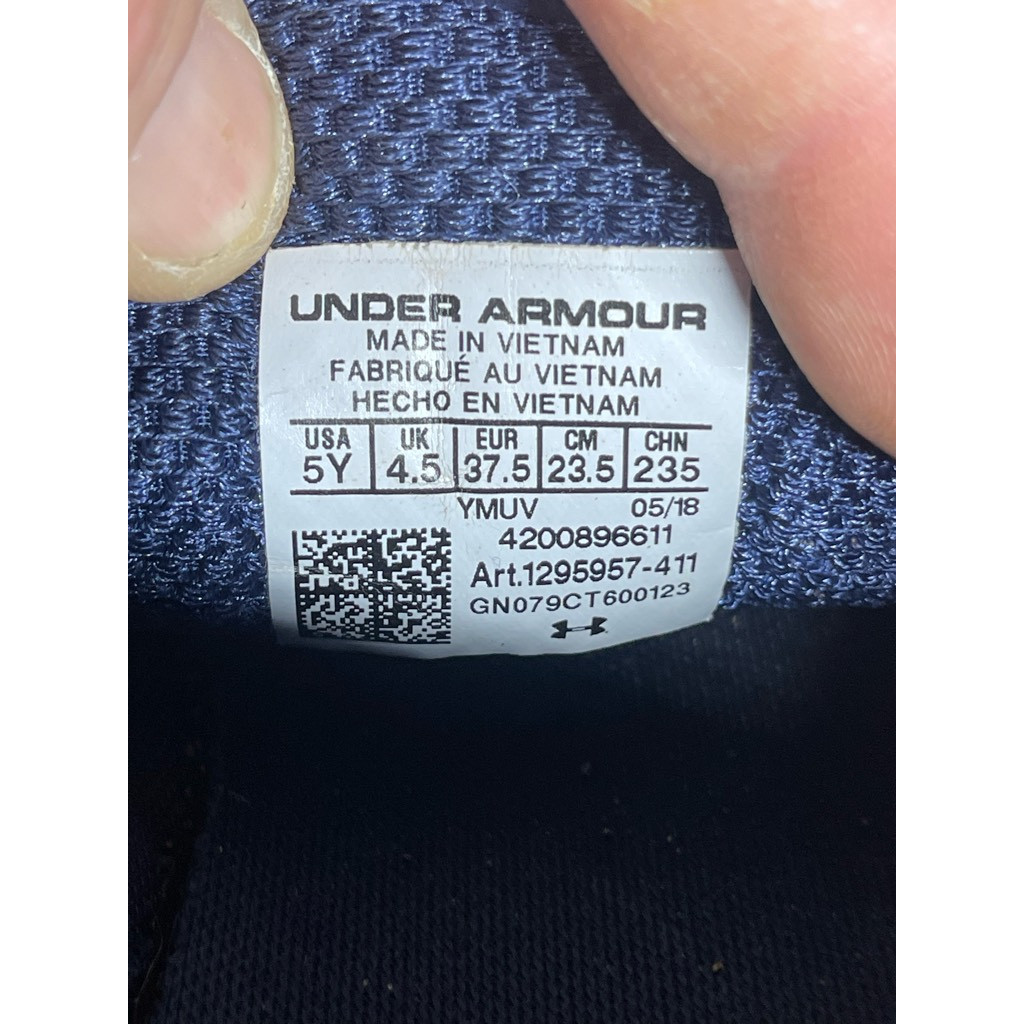 UNDER ARMOUR
MADE IN VIETNAM
FABRIQUÉ AU VIETNAM
HECHO EN VIETNAM
USA UK EUR CM CHN
5Y 4.5 37.5 23.5 235
YMUV 05/18
4200896611
Art.1295957-411
GN079CT600123